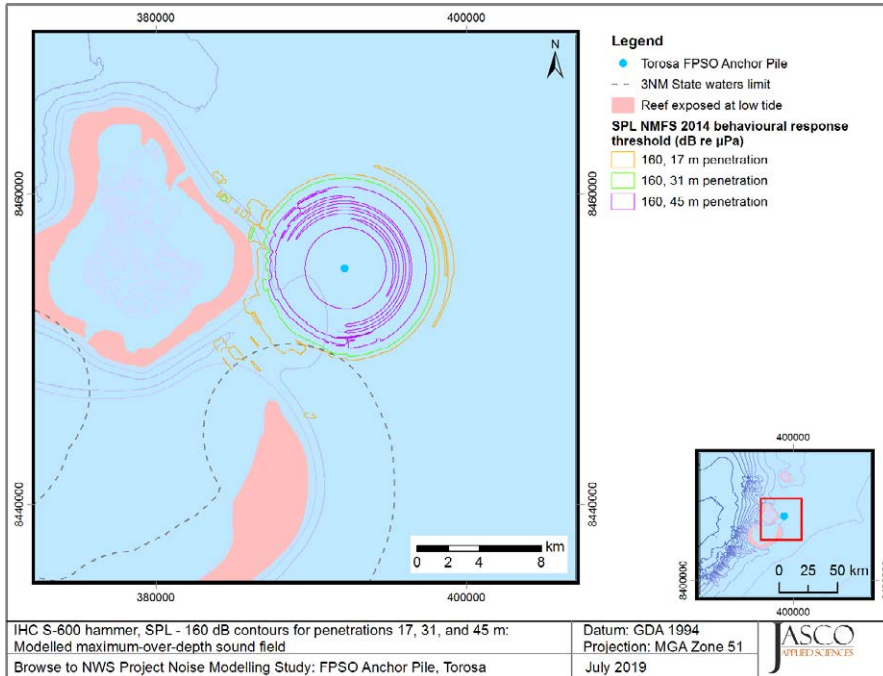 380000
400000
8460000
8460000
8440000
8440000
380000
400000
N
0 2 4 8
km
Legend
Torosa FPSO Anchor Pile
3NM State waters limit
Reef exposed at low tide
SPL NMFS 2014 behavioural response
threshold (dB re µPa)
160, 17 m penetration
160, 31 m penetration
160, 45 m penetration
400000
8400000
0 25 50 km
400000
IHC S-600 hammer, SPL - 160 dB contours for penetrations 17, 31, and 45 m:
Modelled maximum-over-depth sound field
Browse to NWS Project Noise Modelling Study: FPSO Anchor Pile, Torosa
Datum: GDA 1994
Projection: MGA Zone 51
July 2019
JASCO
APPLIED SCIENCES